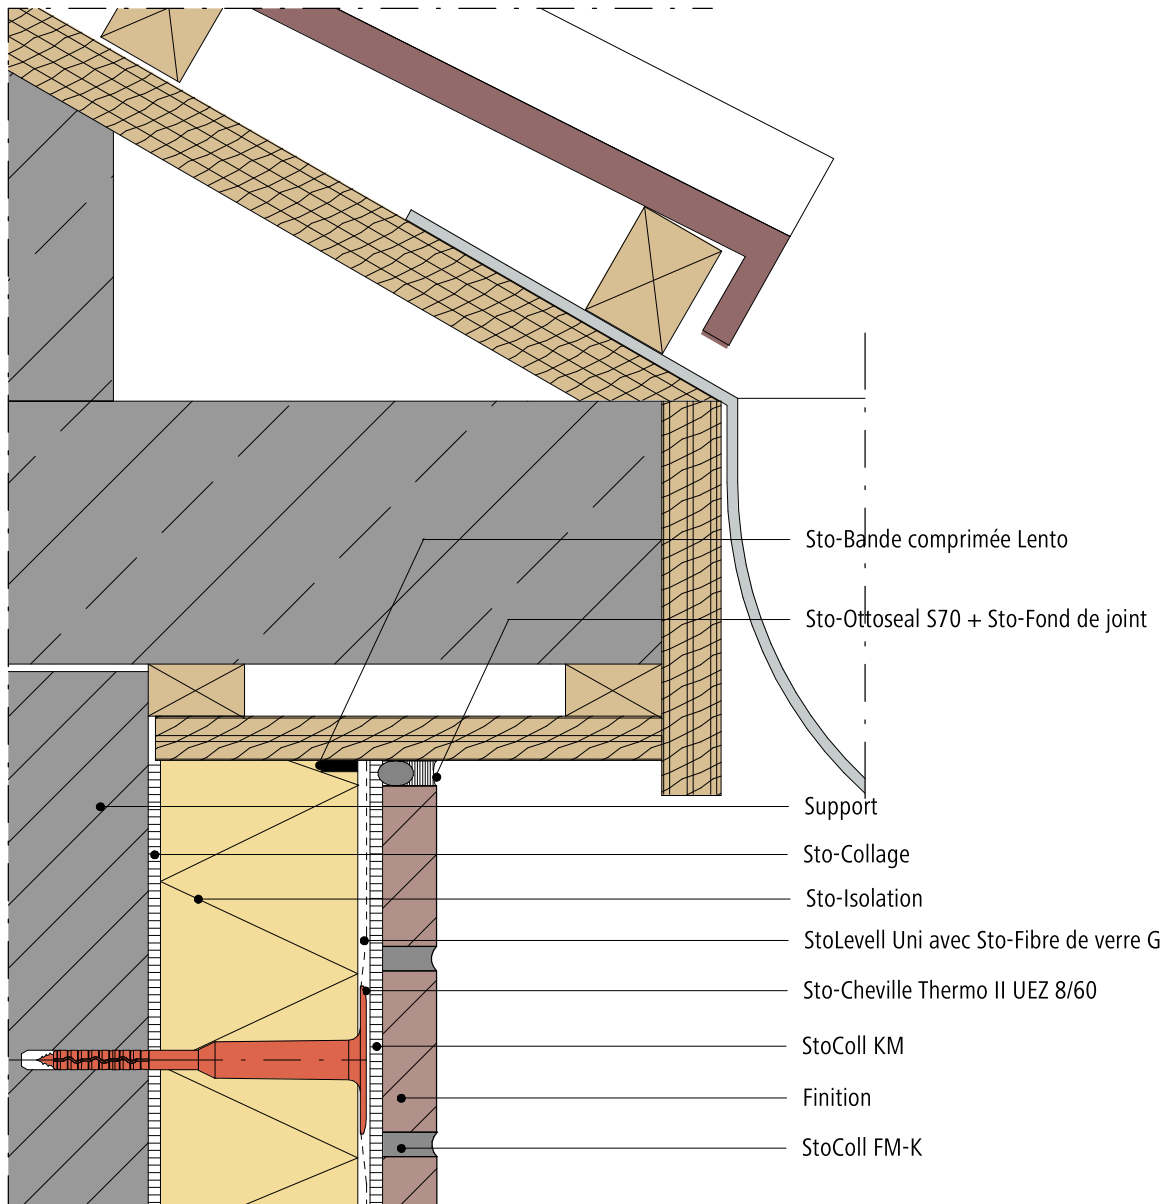 Sto-Bande comprimée Lento
Sto-Ottoseal S70 + Sto-Fond de joint
Support
Sto-Collage
Sto-Isolation
StoLevell Uni avec Sto-Fibre de verre G
Sto-Cheville Thermo II UEZ 8/60
StoColl KM
Finition
StoColl FM-K